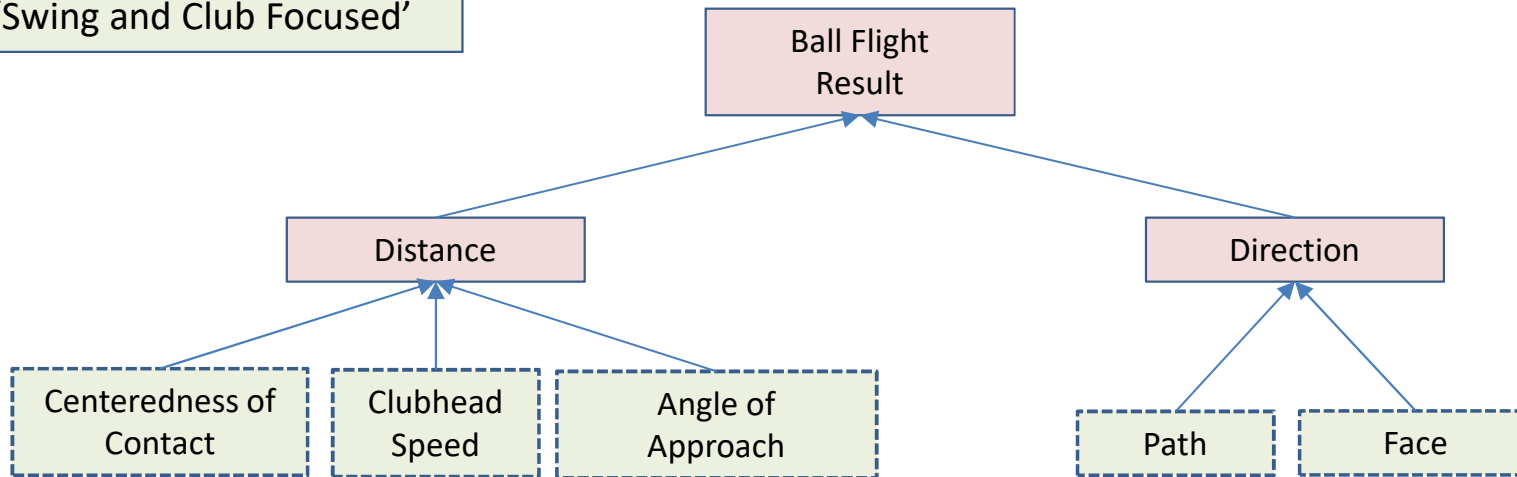 ‘Swing and Club Focused’
Ball Flight
Result
Distance
Direction
Centeredness of
Contact
Clubhead
Speed
Angle of
Approach
Path
Face